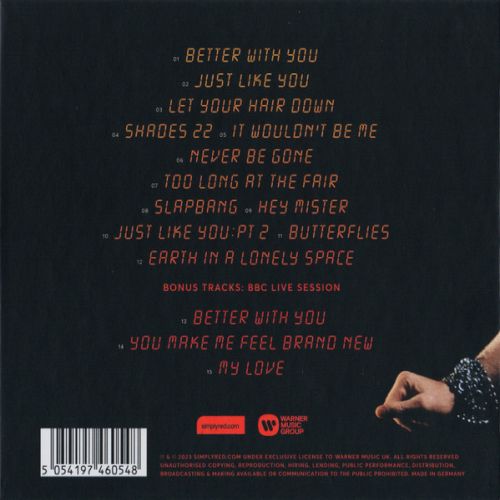 01 BETTER WITH YOU
02 JUST LIKE YOU
03 LET YOUR HAIR DOWN
04 SHADES 22 05 IT WOULDN'T BE ME
06 NEVER BE GONE
07 TOO LONG AT THE FAIR
08 SLAPBANG 09 HEY MISTER
10 JUST LIKE YOU: PT 2 11 BUTTERFLIES
12 EARTH IN A LONELY SPACE
BONUS TRACKS: BBC LIVE SESSION
13 BETTER WITH YOU
14 YOU MAKE ME FEEL BRAND NEW
15 MY LOVE
simplyred.com
WARNER
MUSIC
GROUP
℗ & © 2023 SIMPLYRED.COM UNDER EXCLUSIVE LICENSE TO WARNER MUSIC UK. ALL RIGHTS RESERVED
UNAUTHORISED COPYING, REPRODUCTION, HIRING, LENDING, PUBLIC PERFORMANCE, DISTRIBUTION,
BROADCASTING & MAKING AVAILABLE OR COMMUNICATION TO THE PUBLIC PROHIBITED. MADE IN GERMANY
5 054197 460548